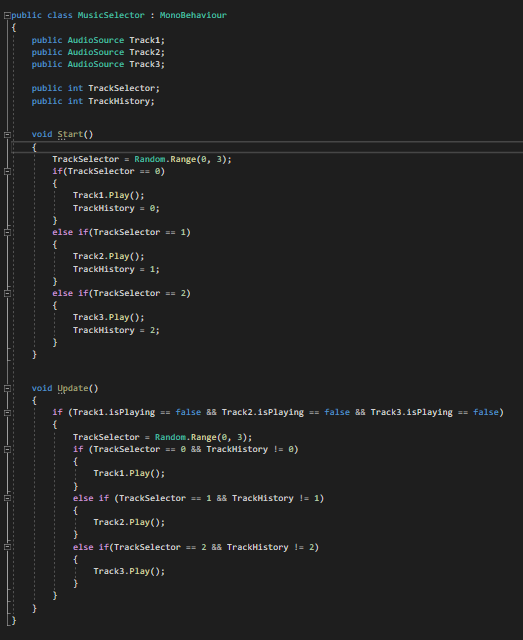 public class MusicSelector : MonoBehaviour
{
public AudioSource Track1;
public AudioSource Track2;
public AudioSource Track3;
public int TrackSelector;
public int TrackHistory;
void Start()
{
TrackSelector = Random.Range(0, 3);
if(TrackSelector == 0)
{
Track1.Play();
TrackHistory = 0;
}
else if(TrackSelector == 1)
{
Track2.Play();
TrackHistory = 1;
}
else if(TrackSelector == 2)
{
Track3.Play();
TrackHistory = 2;
}
}
void Update()
{
if (Track1.isPlaying == false && Track2.isPlaying == false && Track3.isPlaying == false)
{
TrackSelector = Random.Range(0, 3);
if (TrackSelector == 0 && TrackHistory != 0)
{
Track1.Play();
}
else if (TrackSelector == 1 && TrackHistory != 1)
{
Track2.Play();
}
else if(TrackSelector == 2 && TrackHistory != 2)
{
Track3.Play();
}
}
}
}